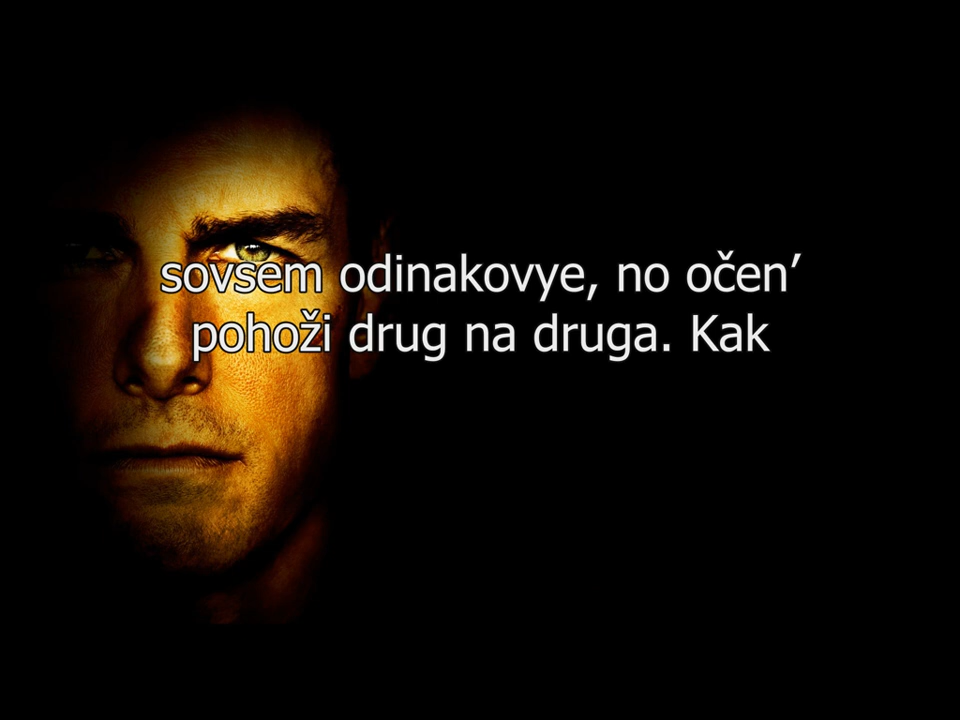 sovsem odinakovye, no očen’
pohoži drug na druga. Kak